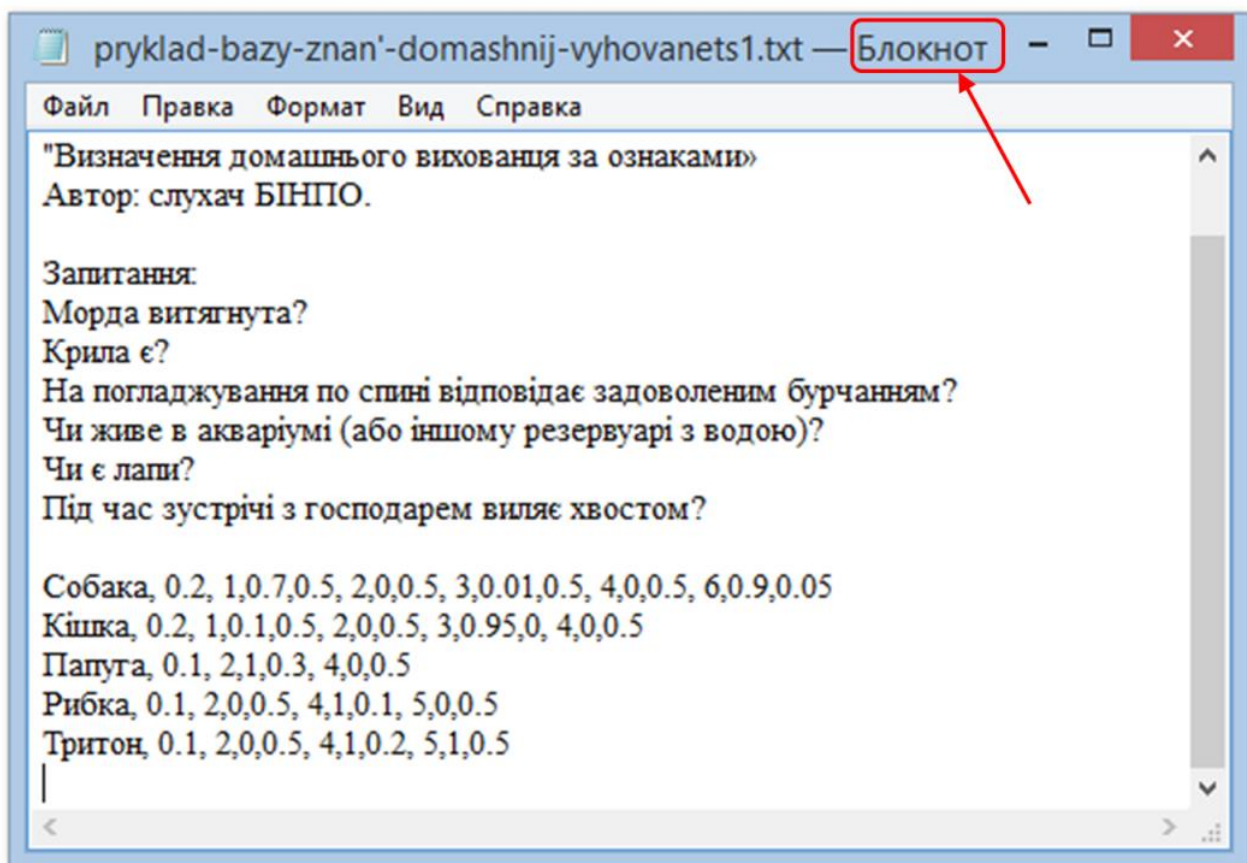 pryklad-bazy-znan'-domashnij-vyhovanets1.txt — Блокнот
Файл Правка Формат Вид Справка
"Визначення домашнього вихованця за ознаками»
Автор: слухач БІНПО.
Запитання:
Морда витягнута?
Крила є?
На погладжування по спині відповідає задоволеним бурчанням?
Чи живе в акваріумі (або іншому резервуарі з водою)?
Чи є лапи?
Під час зустрічі з господарем виляє хвостом?
Собака, 0.2, 1,0.7,0.5, 2,0,0.5, 3,0.01,0.5, 4,0,0.5, 6,0.9,0.05
Кішка, 0.2, 1,0.1,0.5, 2,0,0.5, 3,0.95,0, 4,0,0.5
Папуга, 0.1, 2,1,0.3, 4,0,0.5
Рибка, 0.1, 2,0,0.5, 4,1,0.1, 5,0,0.5
Тритон, 0.1, 2,0,0.5, 4,1,0.2, 5,1,0.5